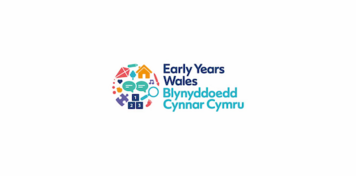 Early Years
Wales
Blynyddoedd
Cynnar Cymru